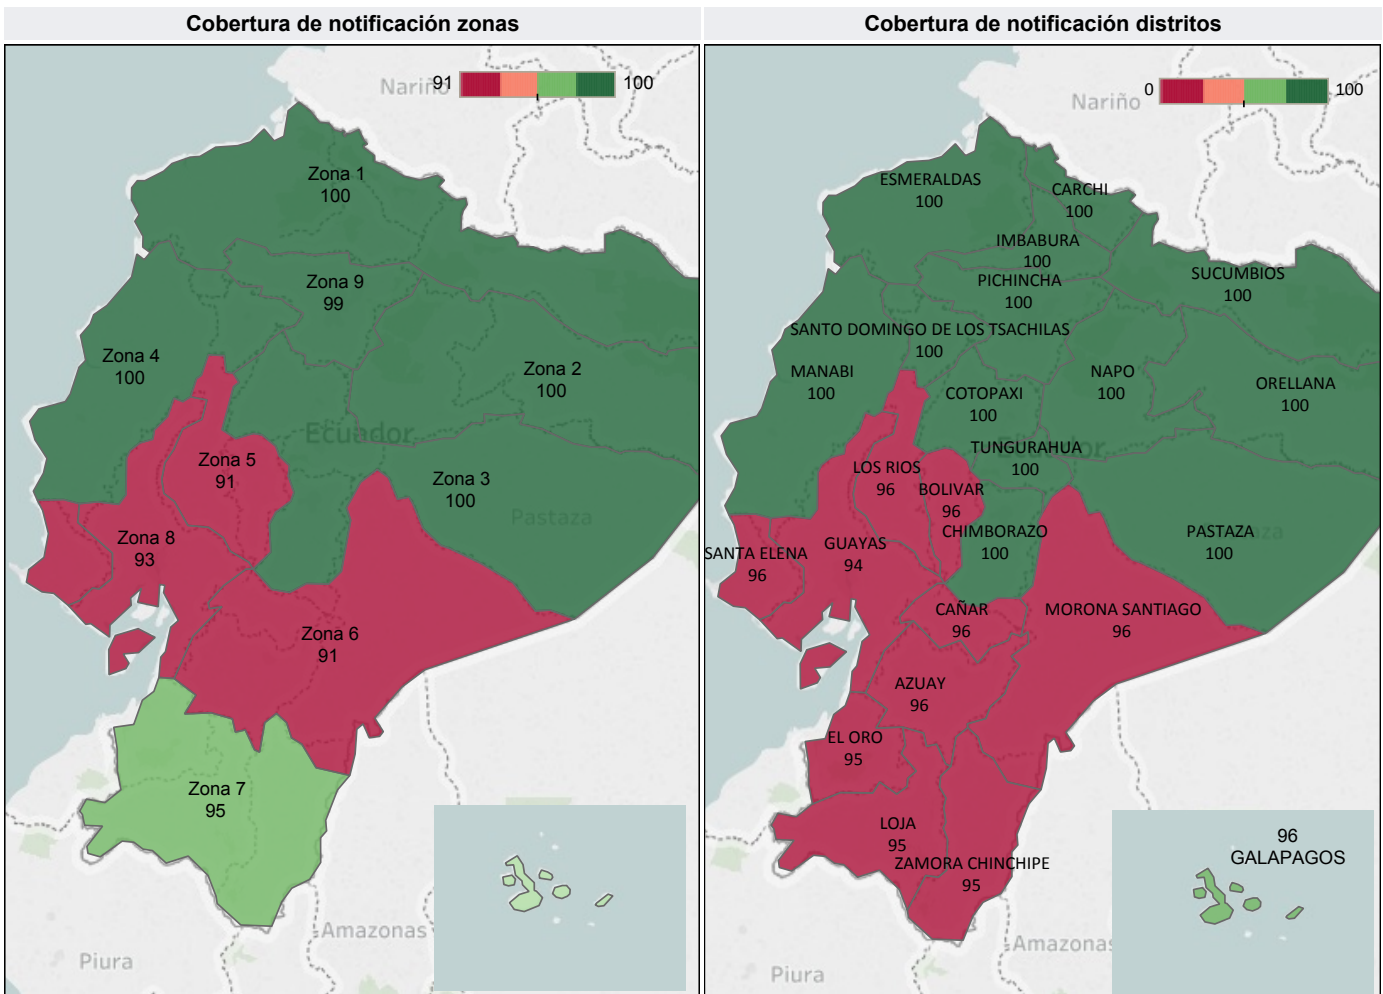 Cobertura de notificación zonas
Nariño
91
100
Zona 1
100
Zona 9
99
Zona 4
100
Zona 2
100
Ecuador
Zona 5
91
Zona 3
100
Pastaza
Zona 8
93
Zona 6
91
Zona 7
95
Amazonas
Piura
Cobertura de notificación distritos
0
100
Nariño
ESMERALDAS
100
CARCHI
100
IMBABURA
100
PICHINCHA
100
SUCUMBIOS
100
SANTO DOMINGO DE LOS TSACHILAS
100
MANABI
100
COTOPAXI
100
NAPO
100
ORELLANA
100
TUNGURAHUA
100
LOS RIOS
96
BOLIVAR
96
CHIMBORAZO
100
PASTAZA
100
SANTA ELENA
96
GUAYAS
94
CAÑAR
96
MORONA SANTIAGO
96
AZUAY
96
EL ORO
95
LOJA
95
ZAMORA CHINCHIPE
95
96
GALAPAGOS
Amazonas
Piura